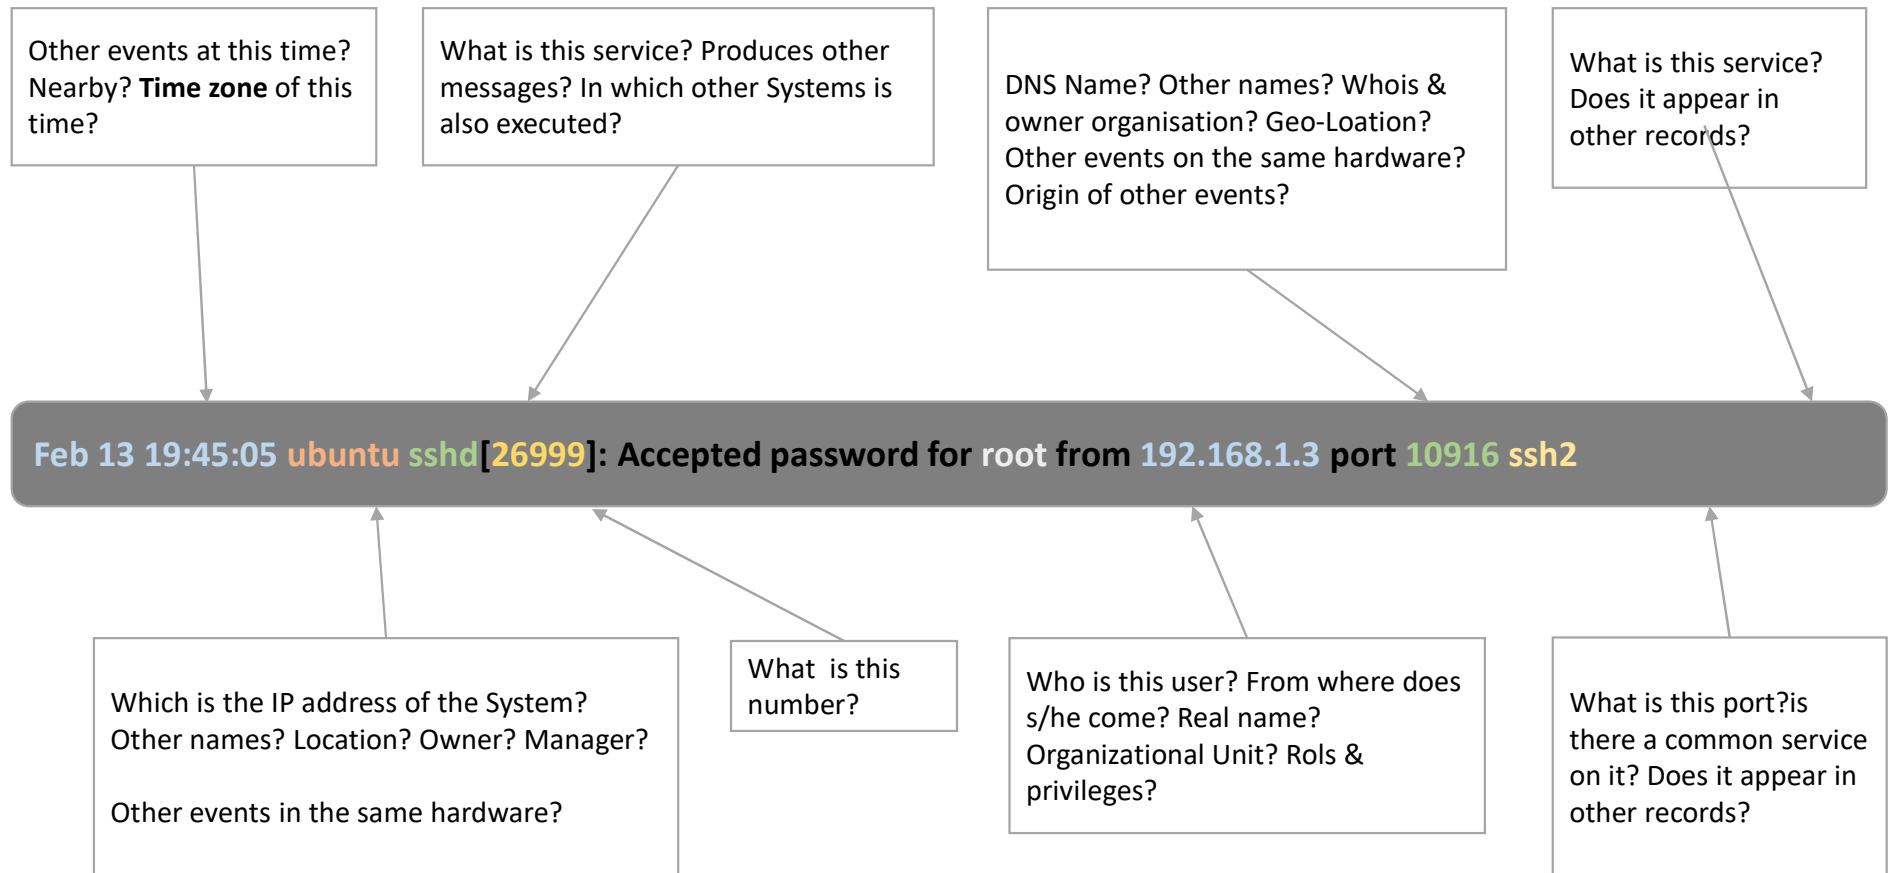 Other events at this time?
Nearby? Time zone of this
time?
What is this service? Produces other
messages? In which other Systems is
also executed?
DNS Name? Other names? Whois &
owner organisation? Geo-Loation?
Other events on the same hardware?
Origin of other events?
What is this service?
Does it appear in
other records?
Feb 13 19:45:05 ubuntu sshd[26999]: Accepted password for root from 192.168.1.3 port 10916 ssh2
Which is the IP address of the System?
Other names? Location? Owner? Manager?
Other events in the same hardware?
What is this
number?
Who is this user? From where does
s/he come? Real name?
Organizational Unit? Rols &
privileges?
What is this port?is
there a common service
on it? Does it appear in
other records?